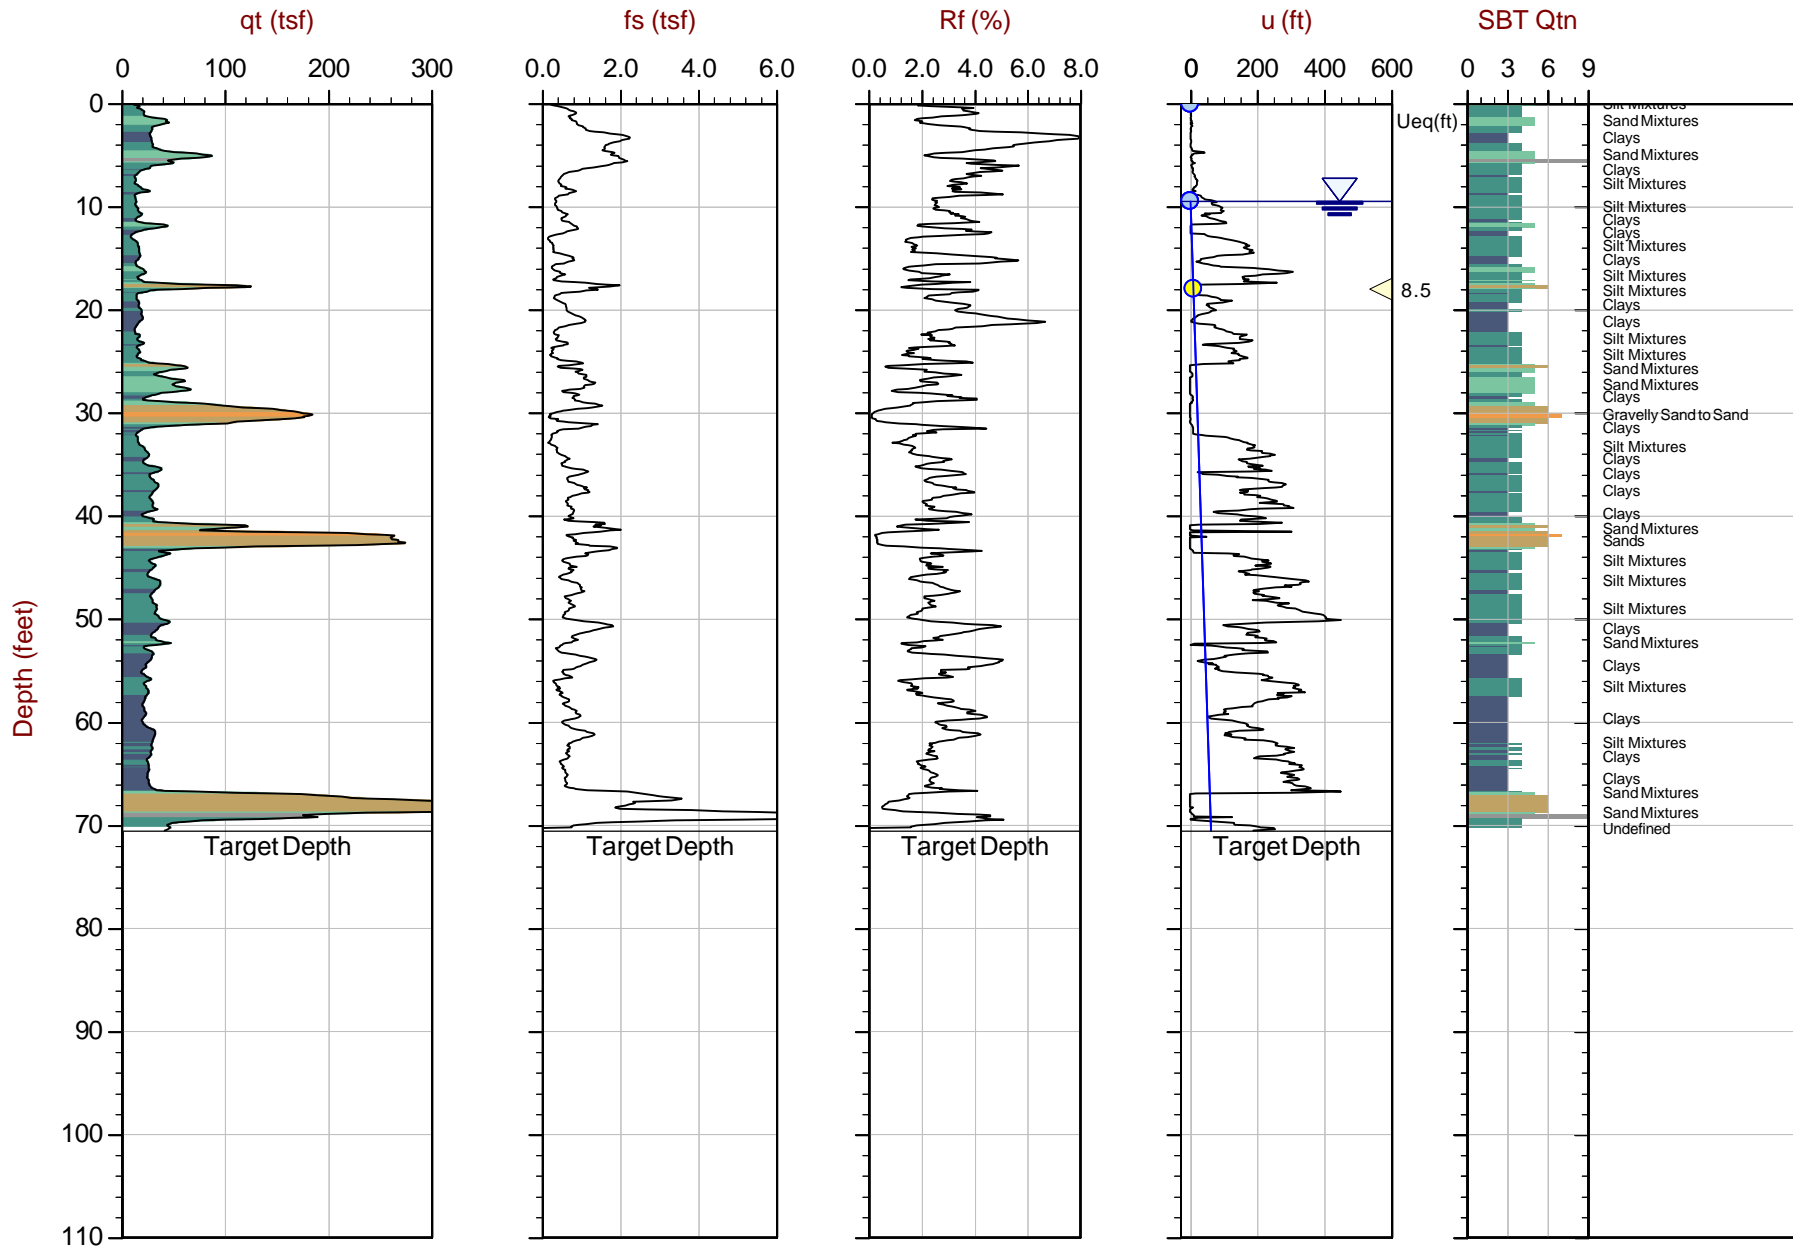 qt (tsf) fs (tsf) Rf (%) u (ft) SBT Qtn
0 100 200 300 0.0 2.0 4.0 6.0 0.0 2.0 4.0 6.0 8.0 0 200 400 600 0 3 6 9
0
10
20
30
40
50
60
70
80
90
100
110
Depth (feet)
Target Depth
Target Depth
Target Depth
Ueq(ft)
8.5
Target Depth
Silt Mixtures
Sand Mixtures
Clays
Sand Mixtures
Clays
Silt Mixtures
Silt Mixtures
Clays
Clays
Silt Mixtures
Clays
Silt Mixtures
Silt Mixtures
Clays
Clays
Silt Mixtures
Silt Mixtures
Sand Mixtures
Sand Mixtures
Clays
Gravelly Sand to Sand
Clays
Silt Mixtures
Clays
Clays
Clays
Clays
Sand Mixtures
Sands
Silt Mixtures
Silt Mixtures
Silt Mixtures
Clays
Sand Mixtures
Clays
Silt Mixtures
Clays
Silt Mixtures
Clays
Clays
Sand Mixtures
Sand Mixtures
Undefined